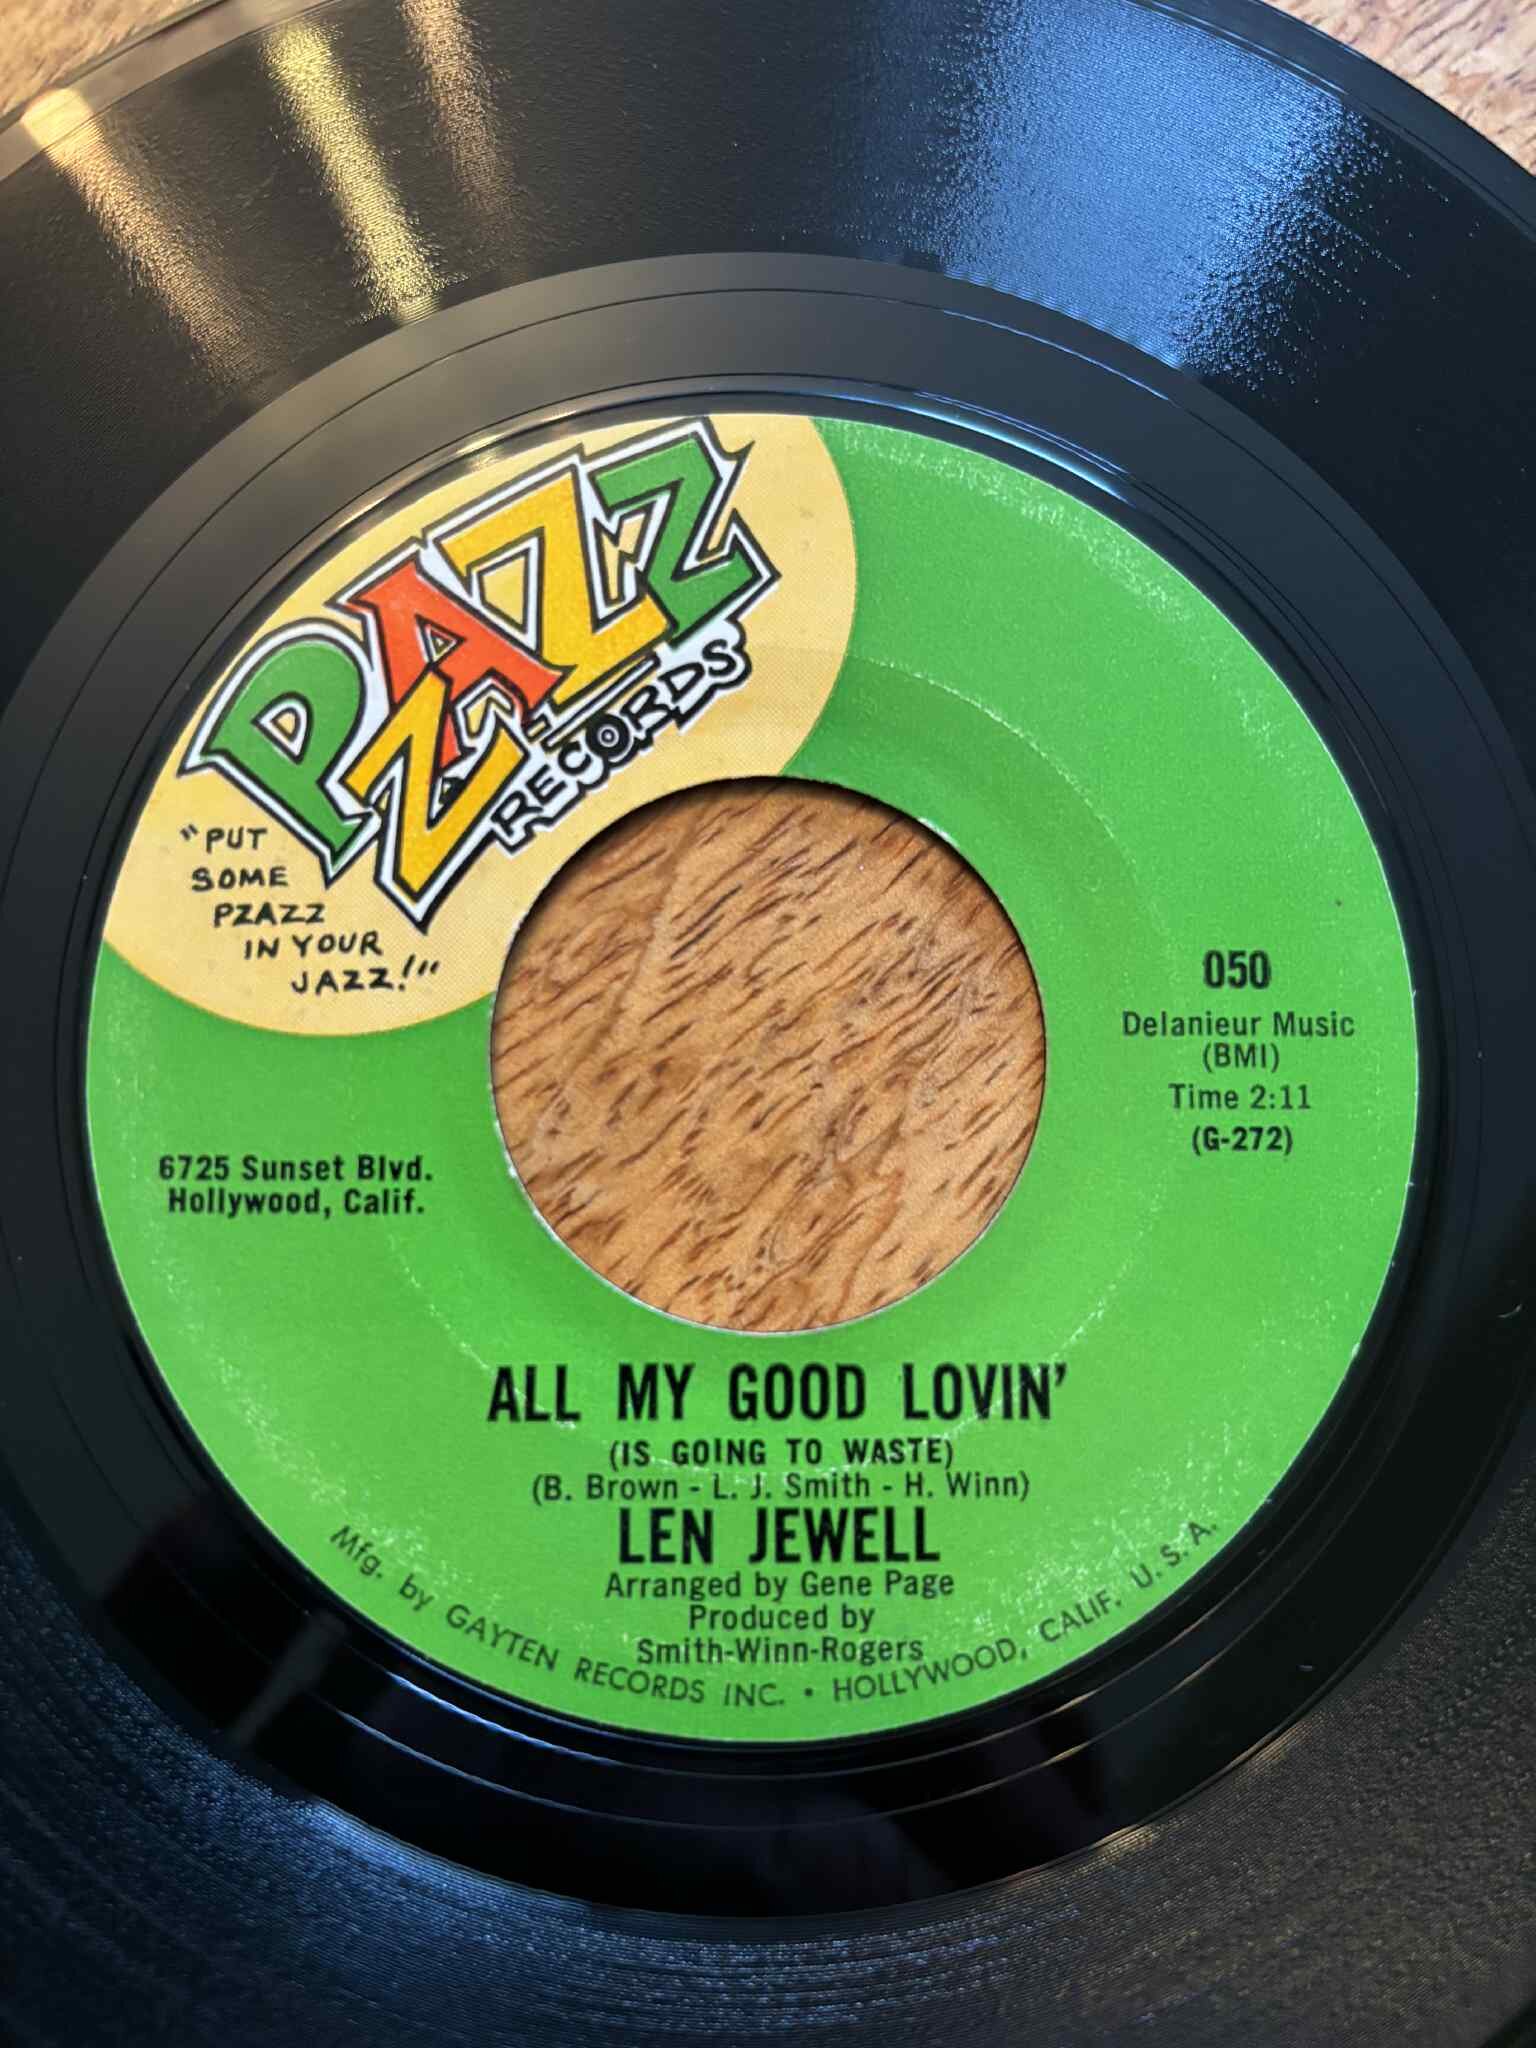 PZAZZ
RECORDS
"PUT
SOME
PZAZZ
IN YOUR
JAZZ!"
050
Delanieur Music
(BMI)
Time 2:11
(G-272)
6725 Sunset Blvd.
Hollywood, Calif.
ALL MY GOOD LOVIN'
(IS GOING TO WASTE)
(B. Brown - L. J. Smith - H. Winn)
LEN JEWELL
Arranged by Gene Page
Produced by
Smith-Winn-Rogers
Mfg. by GAYTEN RECORDS INC. • HOLLYWOOD, CALIF. U. S. A.